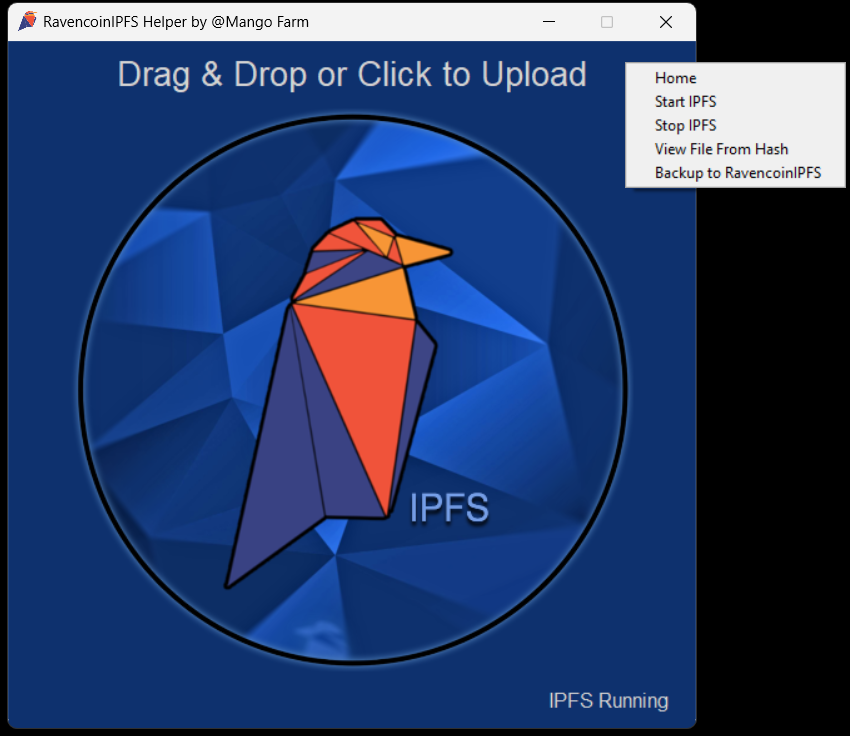 RavencoinIPFS Helper by @Mango Farm
Drag & Drop or Click to Upload
Home
Start IPFS
Stop IPFS
View File From Hash
Backup to RavencoinIPFS
IPFS
IPFS Running